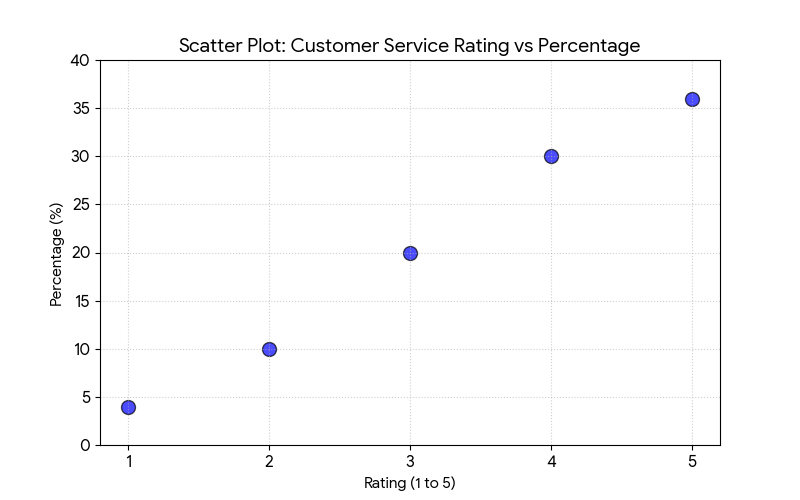 Scatter Plot: Customer Service Rating vs Percentage
40
35
30
25
20
15
10
5
0
Percentage (%)
1 2 3 4 5
Rating (1 to 5)